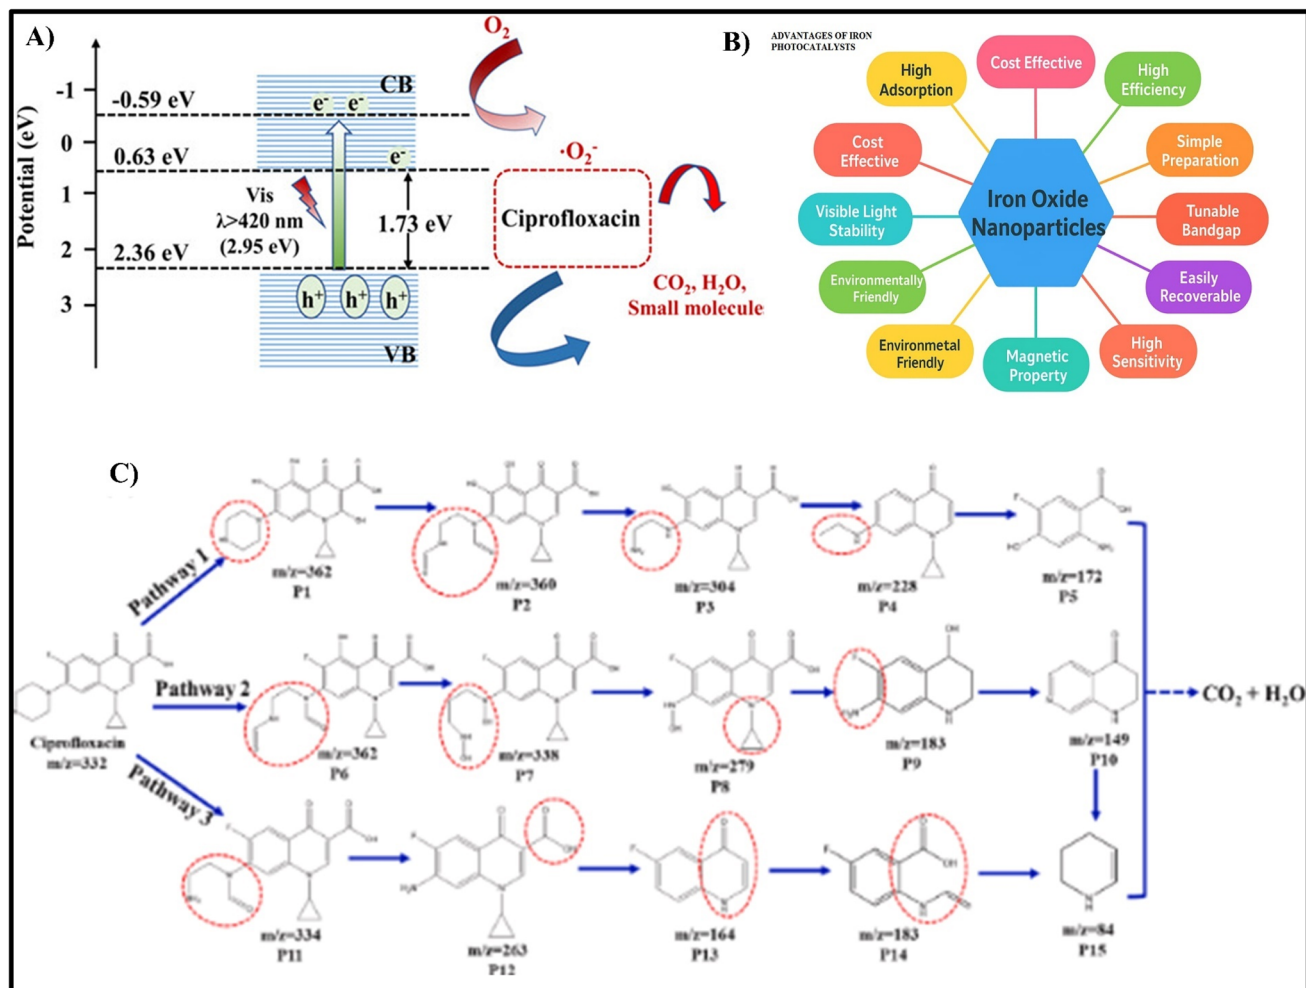 A)
Potential (eV)
-1
0
1
2
3
-0.59 eV
0.63 eV
2.36 eV
CB
e⁻ e⁻
e⁻
Vis
λ>420 nm
(2.95 eV)
1.73 eV
h⁺ h⁺ h⁺
VB
O₂
·O₂⁻
Ciprofloxacin
CO₂, H₂O,
Small molecule
B)
ADVANTAGES OF IRON
PHOTOCATALYSTS
Cost Effective
High
Efficiency
Simple
Preparation
Tunable
Bandgap
Easily
Recoverable
High
Sensitivity
Magnetic
Property
Environmetal
Friendly
Environmentally
Friendly
Visible Light
Stability
Cost
Effective
High
Adsorption
Iron Oxide
Nanoparticles
C)
Pathway 1
m/z=362
P1
m/z=360
P2
m/z=304
P3
m/z=228
P4
m/z=172
P5
Ciprofloxacin
m/z=332
Pathway 2
m/z=362
P6
m/z=338
P7
m/z=279
P8
m/z=183
P9
m/z=149
P10
CO₂ + H₂O
Pathway 3
m/z=334
P11
m/z=263
P12
m/z=164
P13
m/z=183
P14
m/z=84
P15